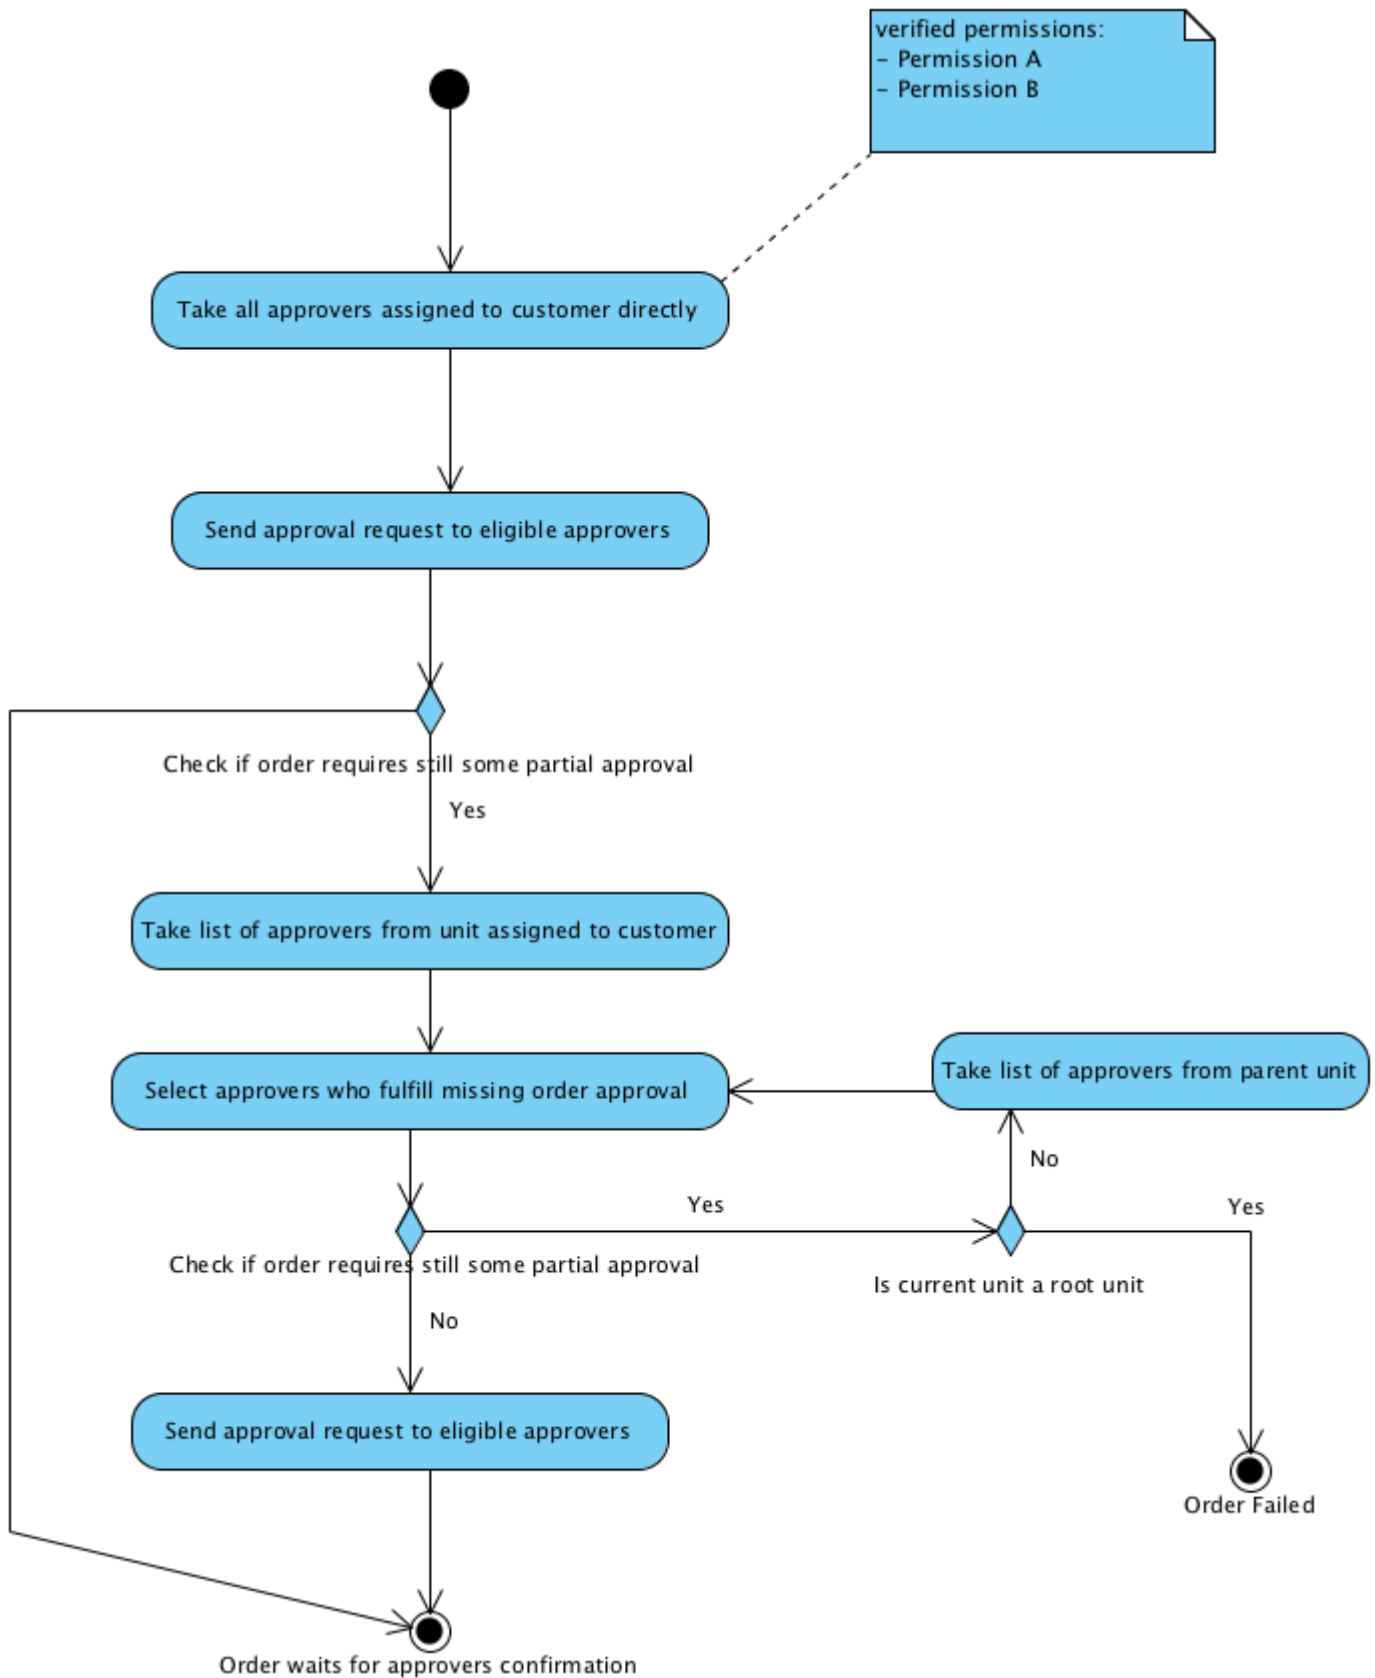 verified permissions:
- Permission A
- Permission B
Take all approvers assigned to customer directly
Send approval request to eligible approvers
Check if order requires still some partial approval
Yes
Take list of approvers from unit assigned to customer
Take list of approvers from parent unit
Select approvers who fulfill missing order approval
No
Yes
Yes
Check if order requires still some partial approval
Is current unit a root unit
No
Send approval request to eligible approvers
Order Failed
Order waits for approvers confirmation